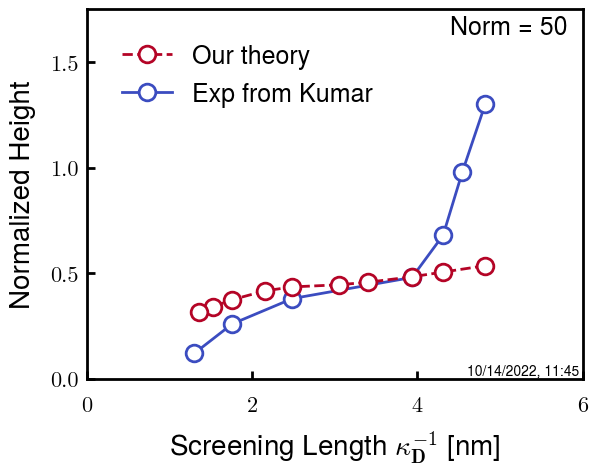 Norm = 50
Our theory
Exp from Kumar
Normalized Height
1.5
1.0
0.5
0.0
10/14/2022, 11:45
0 2 4 6
Screening Length κ_D^{-1} [nm]